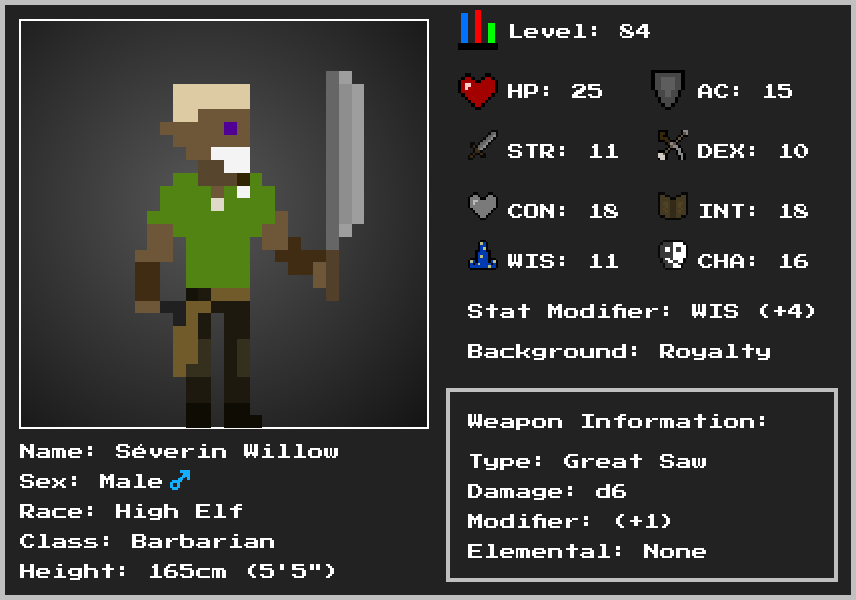 Level: 84
HP: 25 AC: 15
STR: 11 DEX: 10
CON: 18 INT: 18
WIS: 11 CHA: 16
Stat Modifier: WIS (+4)
Background: Royalty
Weapon Information:
Type: Great Saw
Damage: d6
Modifier: (+1)
Elemental: None
Name: Séverin Willow
Sex: Male♂
Race: High Elf
Class: Barbarian
Height: 165cm (5'5")